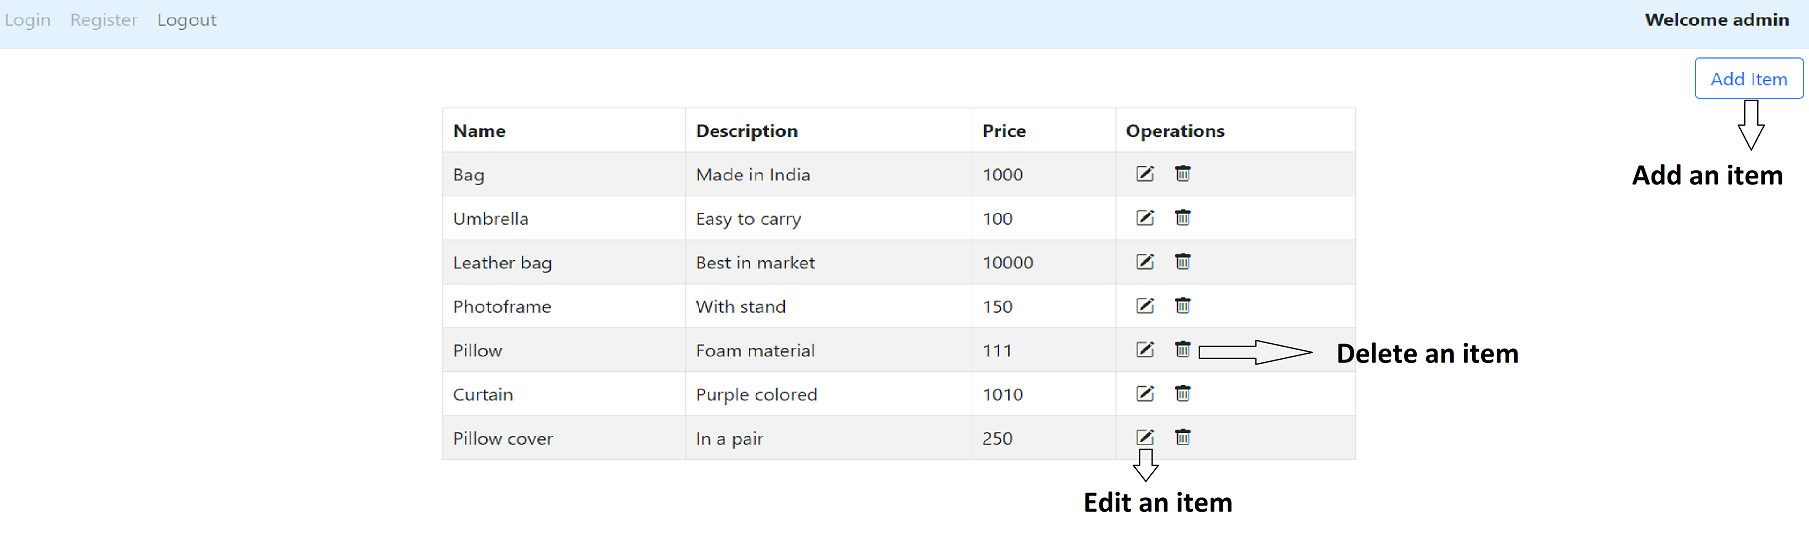 Login Register Logout Welcome admin
Add Item
Add an item
Name Description Price Operations
Bag Made in India 1000
Umbrella Easy to carry 100
Leather bag Best in market 10000
Photoframe With stand 150
Pillow Foam material 111
Delete an item
Curtain Purple colored 1010
Pillow cover In a pair 250
Edit an item